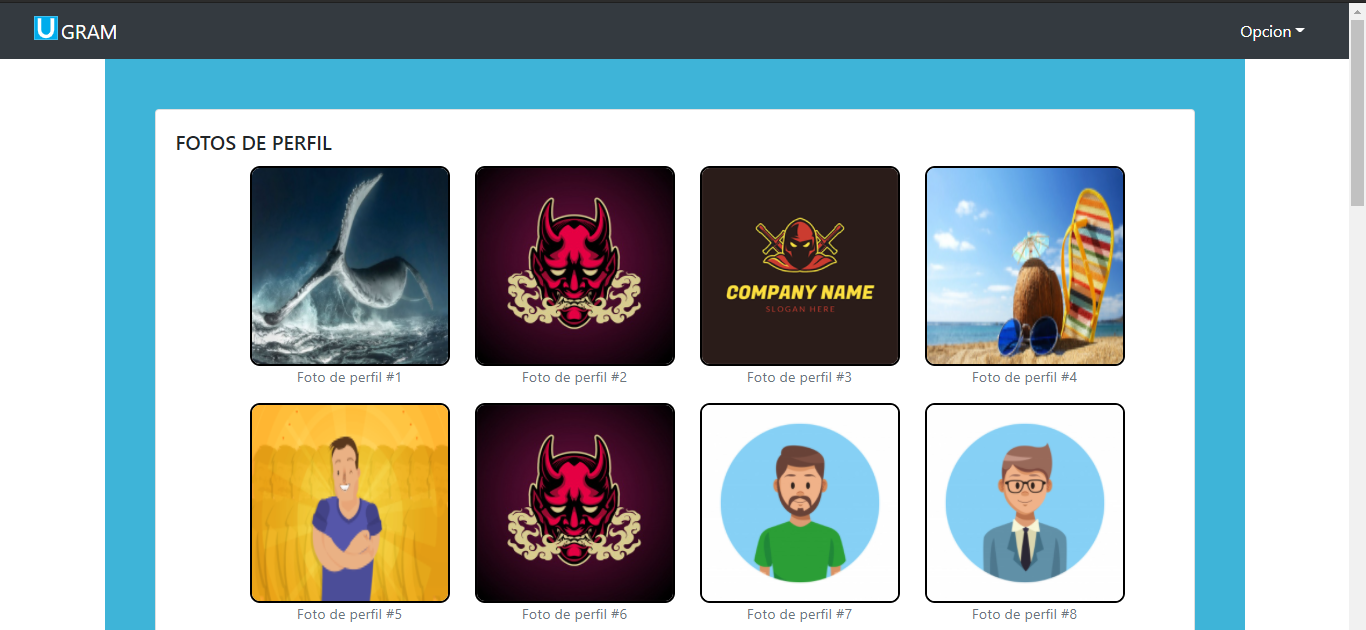 U GRAM
Opcion
FOTOS DE PERFIL
COMPANY NAME
SLOGAN HERE
Foto de perfil #1
Foto de perfil #2
Foto de perfil #3
Foto de perfil #4
Foto de perfil #5
Foto de perfil #6
Foto de perfil #7
Foto de perfil #8